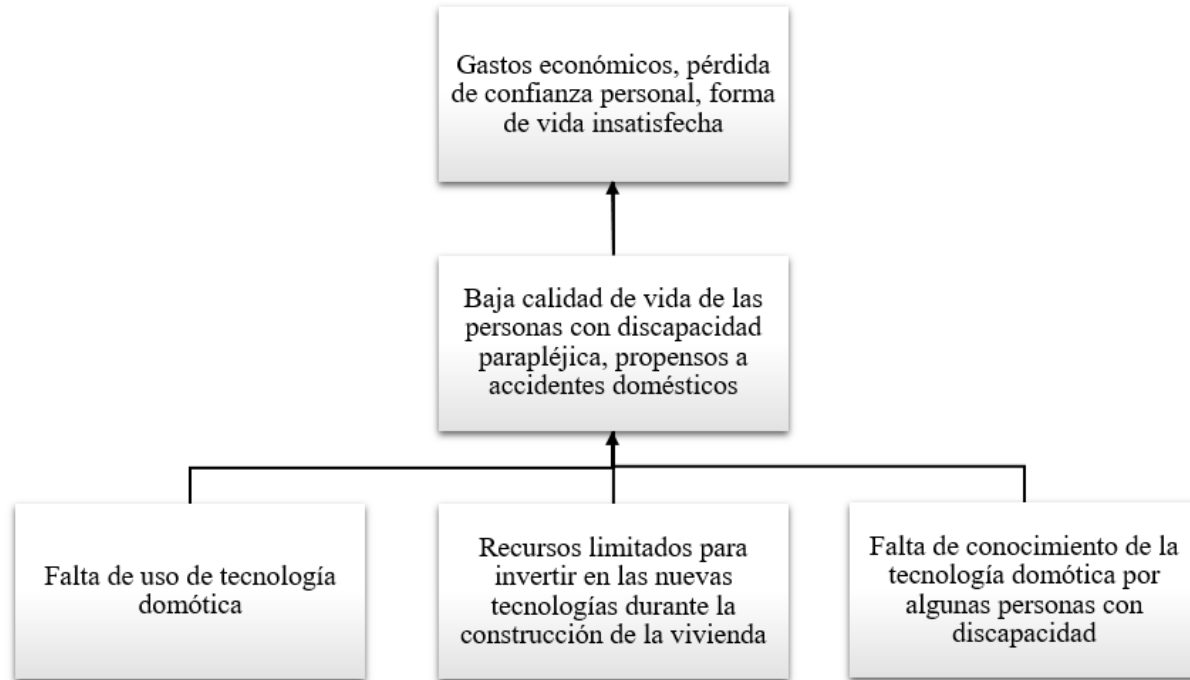 Gastos económicos, pérdida
de confianza personal, forma
de vida insatisfecha
Baja calidad de vida de las
personas con discapacidad
parapléjica, propensos a
accidentes domésticos
Falta de uso de tecnología
domótica
Recursos limitados para
invertir en las nuevas
tecnologías durante la
construcción de la vivienda
Falta de conocimiento de la
tecnología domótica por
algunas personas con
discapacidad